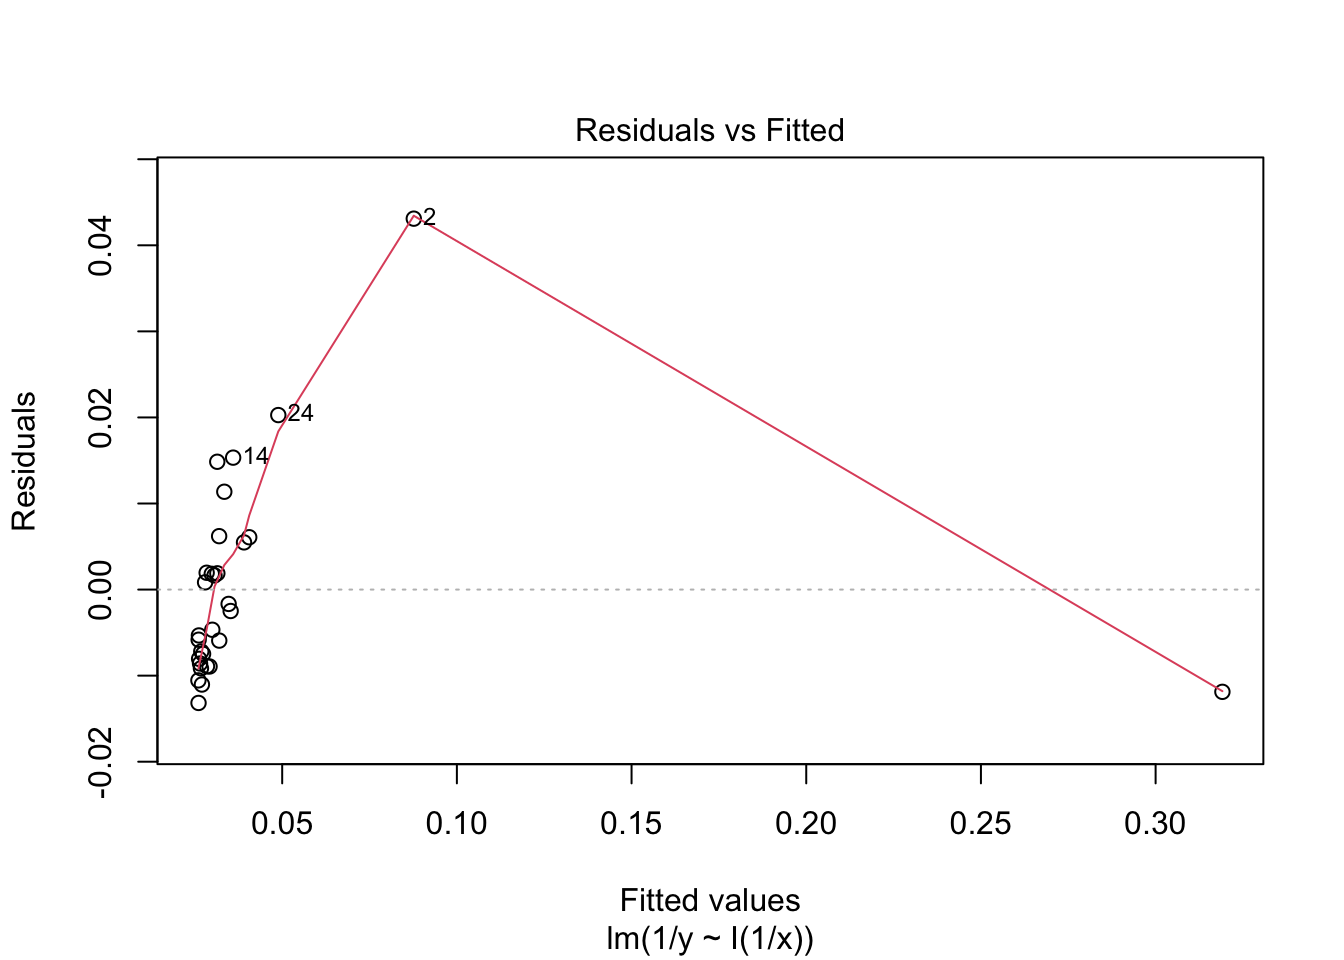 Residuals vs Fitted
Residuals
0.04
0.02
0.00
-0.02
2
24
14
0.05 0.10 0.15 0.20 0.25 0.30
Fitted values
lm(1/y ~ I(1/x))